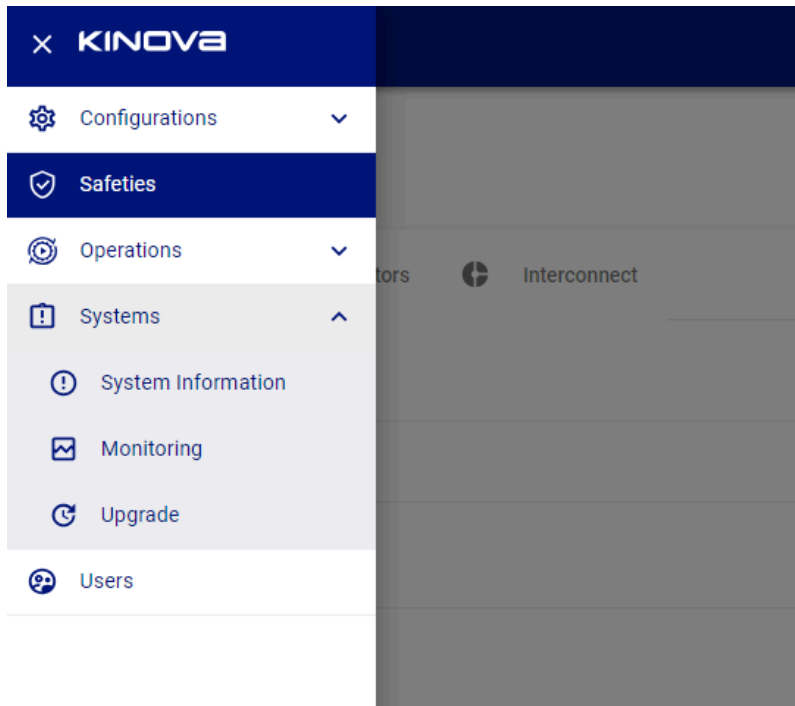 KINOVA
Configurations
Safeties
Operations
tors Interconnect
Systems
System Information
Monitoring
Upgrade
Users